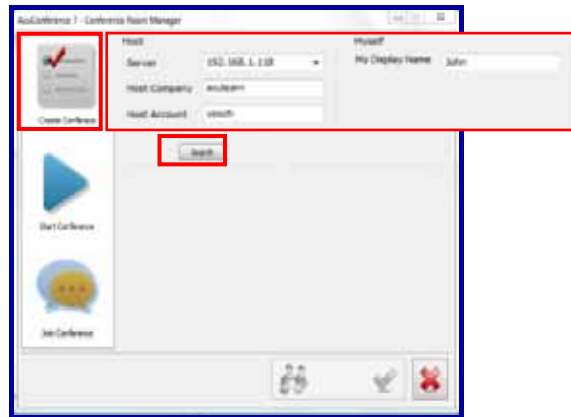 AcuConference 7 - Conference Room Manager
Host
Myself
Server 192.168.1.118
My Display Name John
Host Company aculearn
Host Account
Search
Create Conference
Start Conference
Join Conference